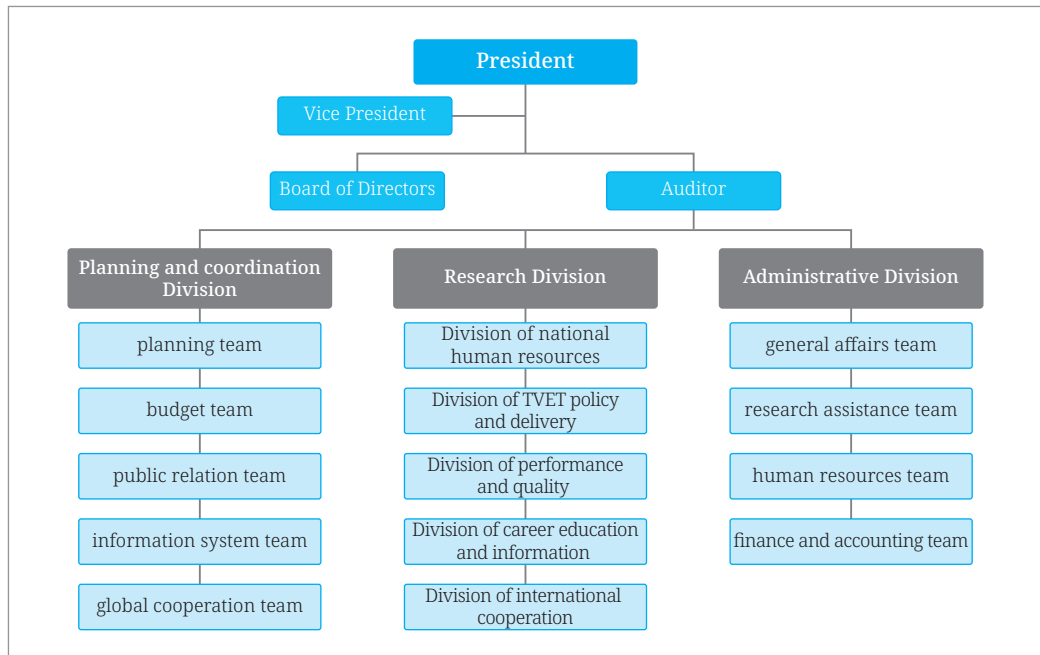 President
Vice President
Board of Directors
Auditor
Planning and coordination
Division
planning team
budget team
public relation team
information system team
global cooperation team
Research Division
Division of national
human resources
Division of TVET policy
and delivery
Division of performance
and quality
Division of career education
and information
Division of international
cooperation
Administrative Division
general affairs team
research assistance team
human resources team
finance and accounting team